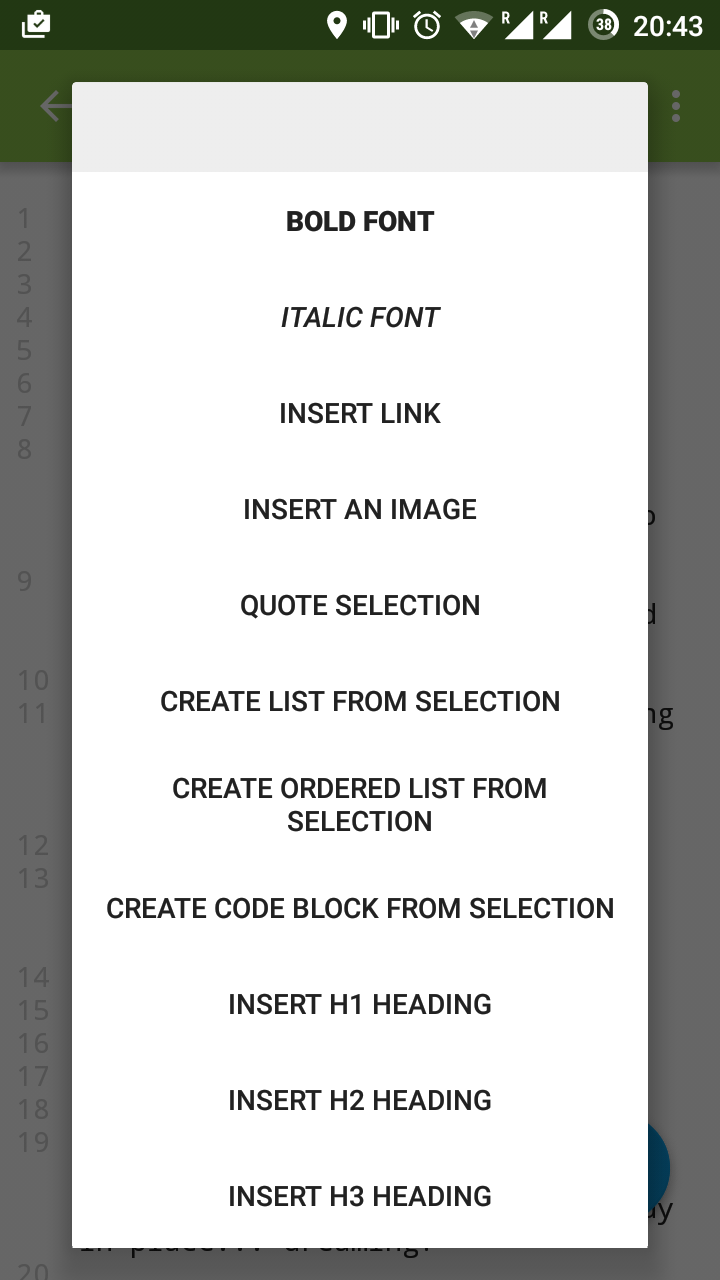 R R 38 20:43
BOLD FONT
ITALIC FONT
INSERT LINK
INSERT AN IMAGE
QUOTE SELECTION
CREATE LIST FROM SELECTION
CREATE ORDERED LIST FROM
SELECTION
CREATE CODE BLOCK FROM SELECTION
INSERT H1 HEADING
INSERT H2 HEADING
INSERT H3 HEADING
1
2
3
4
5
6
7
8
9
10
11
12
13
14
15
16
17
18
19
20